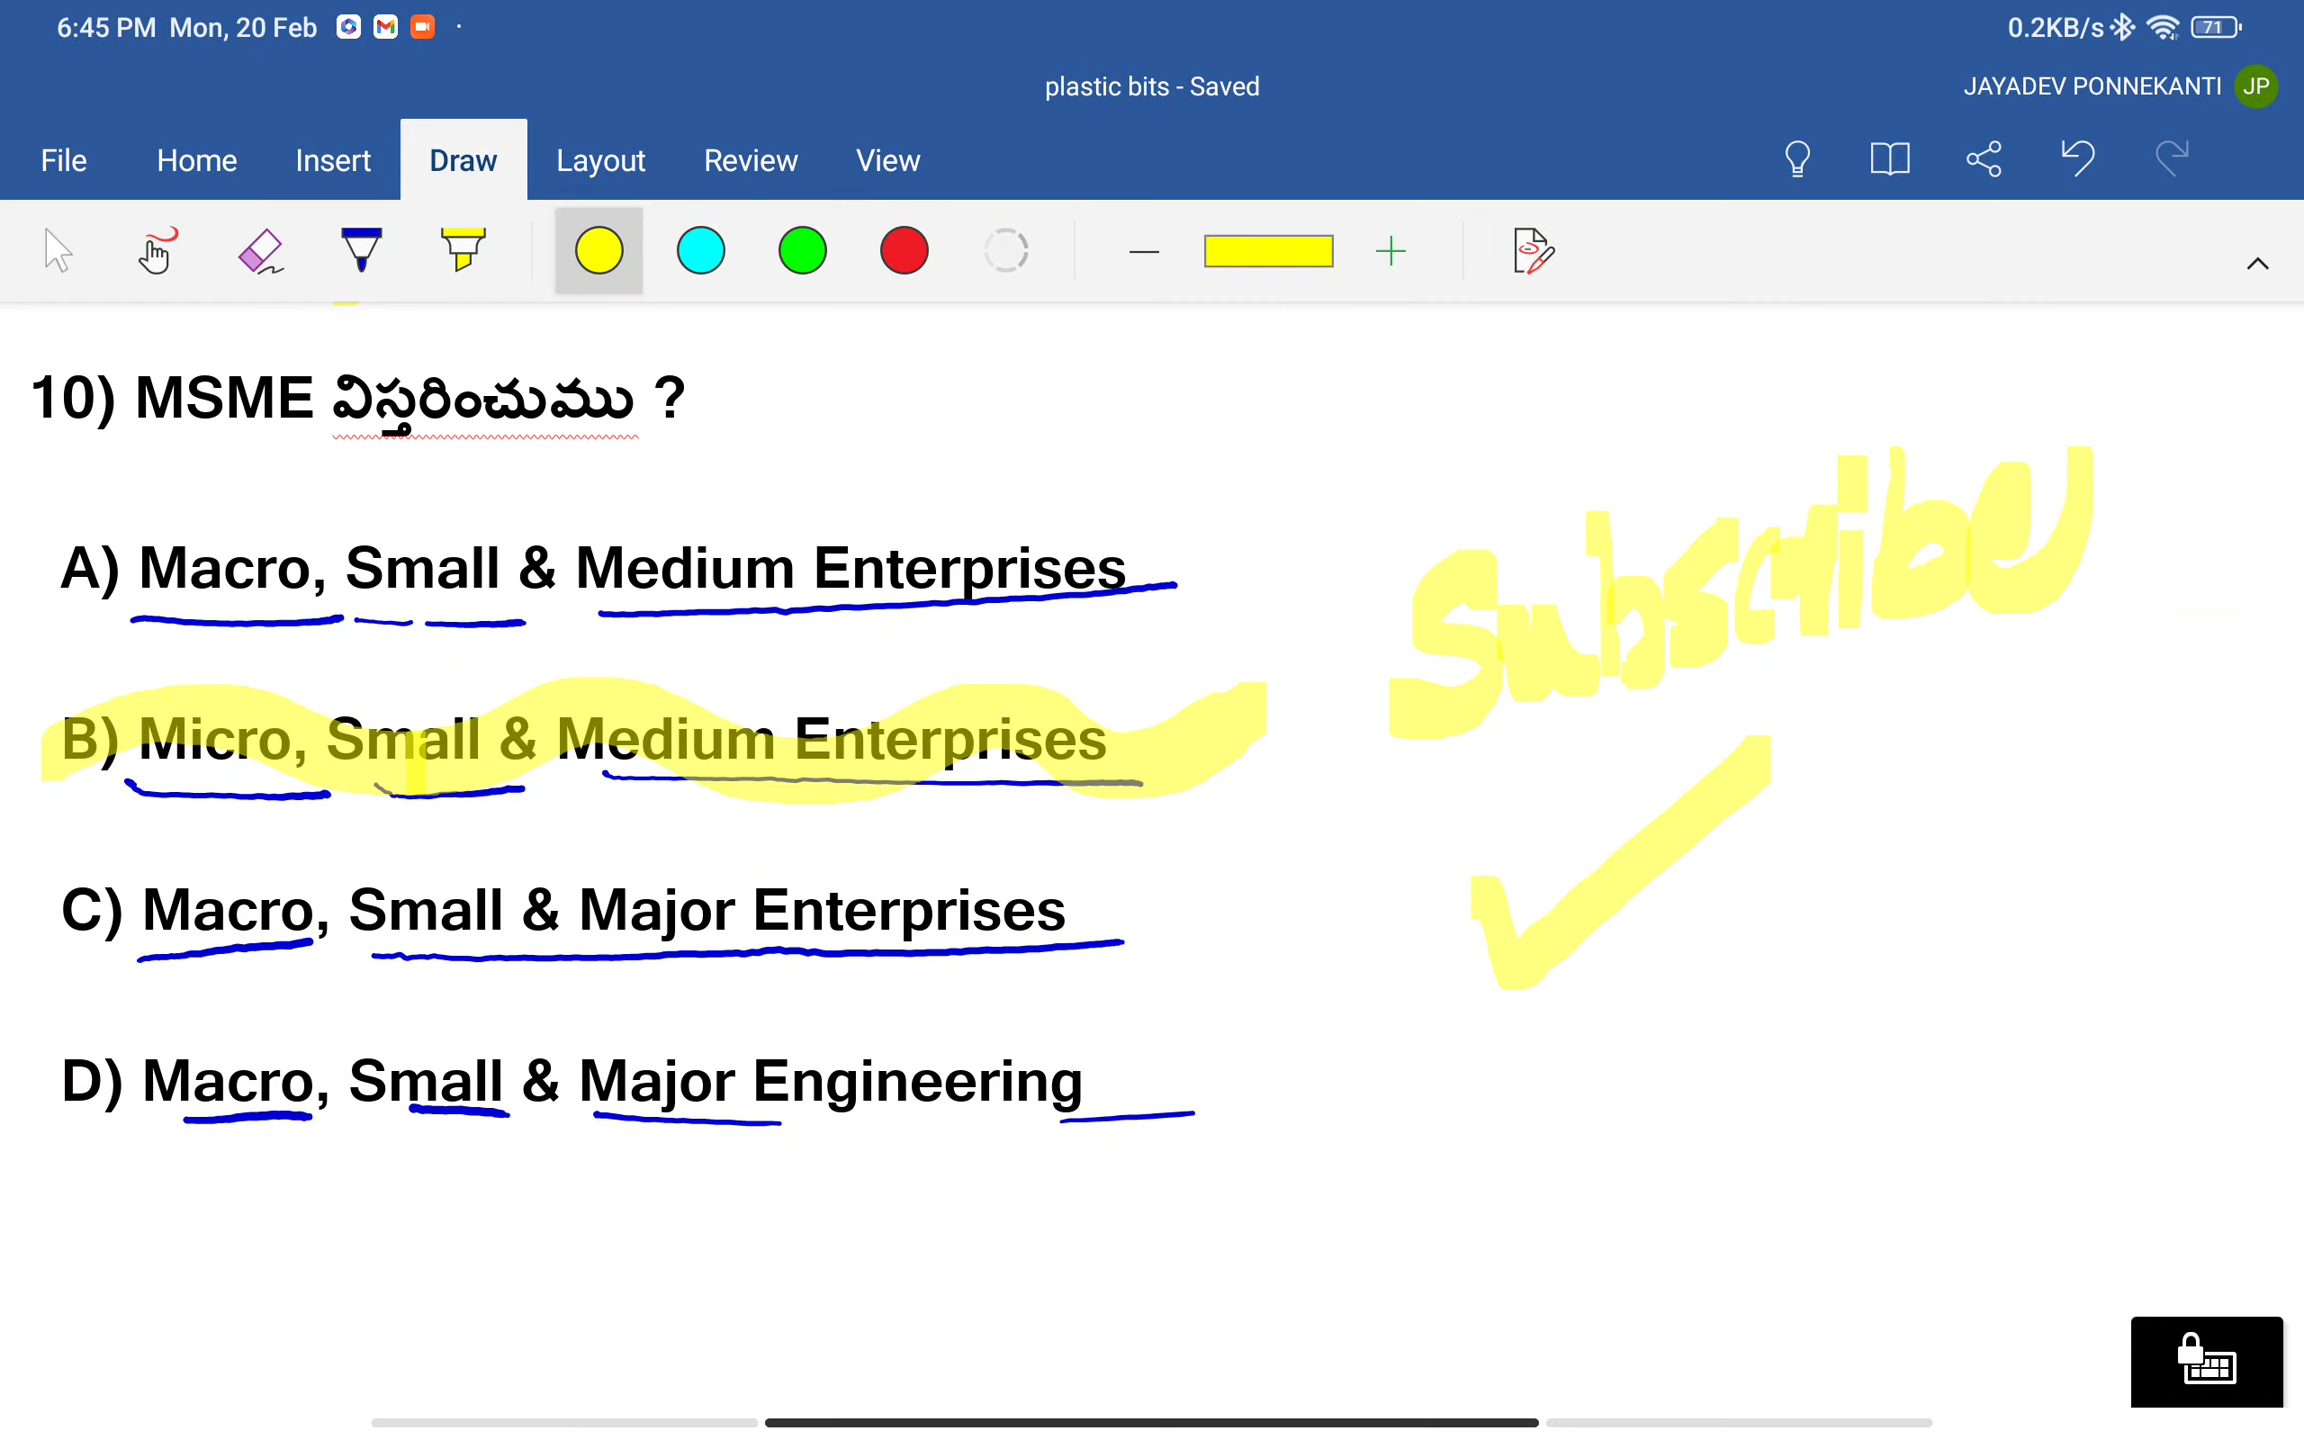 6:45 PM Mon, 20 Feb
0.2KB/s
71
plastic bits - Saved
JAYADEV PONNEKANTI JP
File Home Insert Draw Layout Review View
10) MSME విస్తరించుము ?
A) Macro, Small & Medium Enterprises
Subscribe
B) Micro, Small & Medium Enterprises
C) Macro, Small & Major Enterprises
D) Macro, Small & Major Engineering